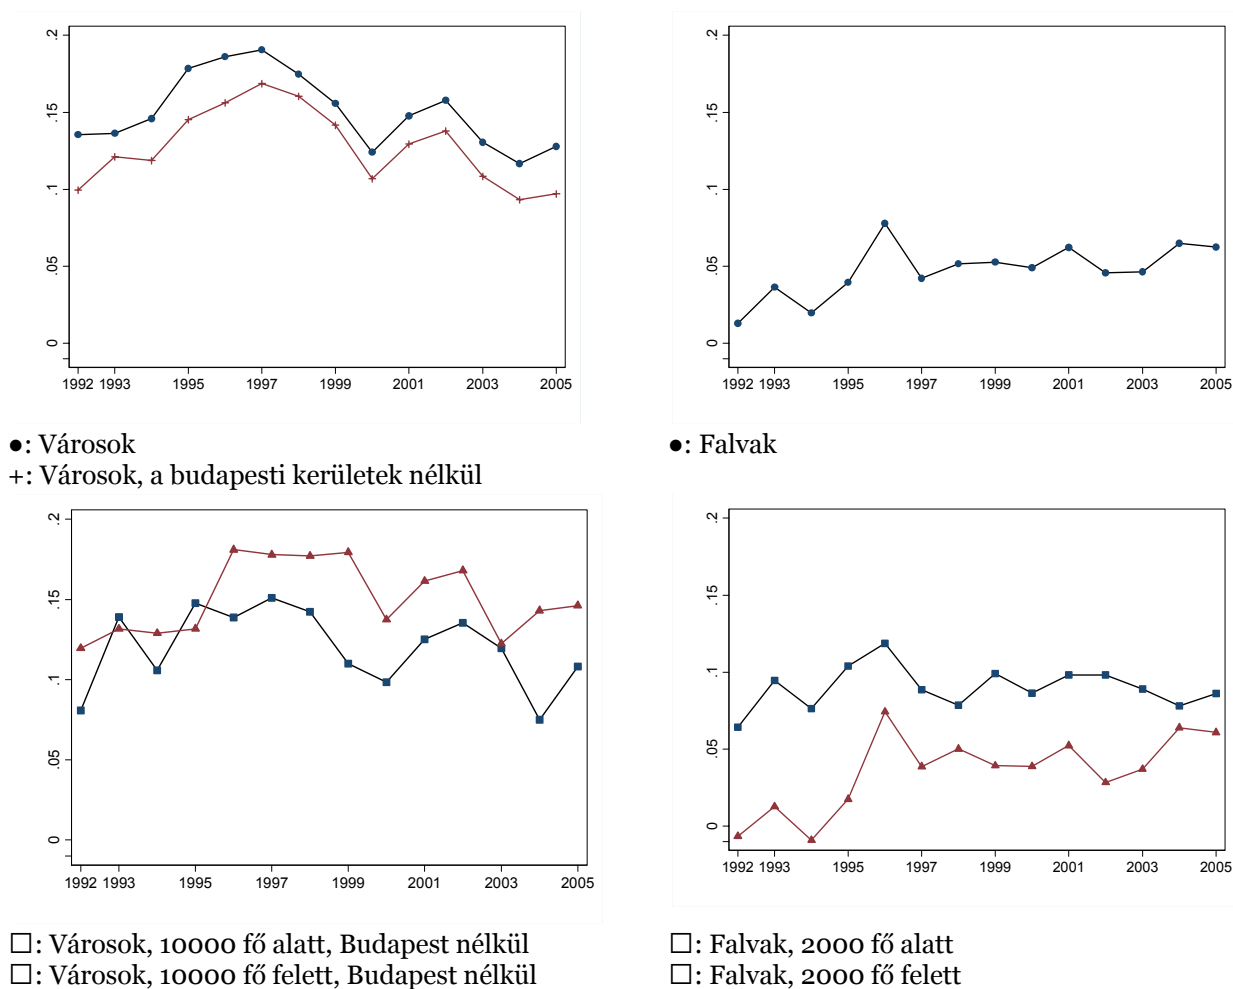 .2
.15
.1
.05
0
1992 1993 1995 1997 1999 2001 2003 2005
●: Városok
+: Városok, a budapesti kerületek nélkül
.2
.15
.1
.05
0
1992 1993 1995 1997 1999 2001 2003 2005
●: Falvak
.2
.15
.1
.05
0
1992 1993 1995 1997 1999 2001 2003 2005
□: Városok, 10000 fő alatt, Budapest nélkül
□: Városok, 10000 fő felett, Budapest nélkül
.2
.15
.1
.05
0
1992 1993 1995 1997 1999 2001 2003 2005
□: Falvak, 2000 fő alatt
□: Falvak, 2000 fő felett